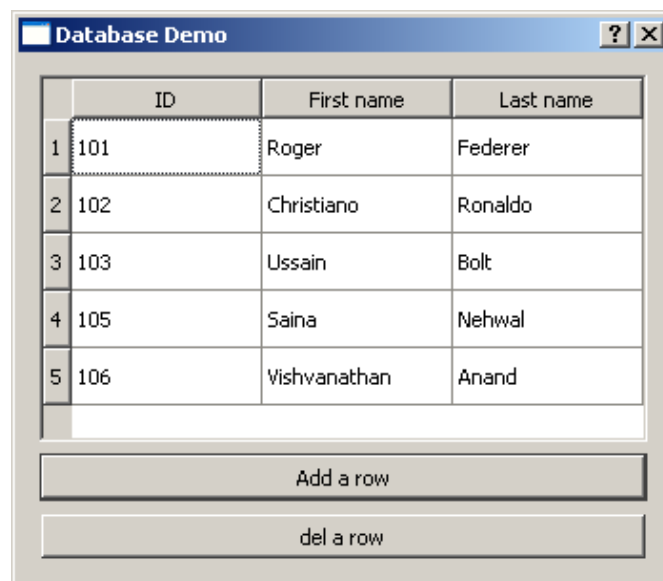 Database Demo
ID First name Last name
1 101 Roger Federer
2 102 Christiano Ronaldo
3 103 Ussain Bolt
4 105 Saina Nehwal
5 106 Vishvanathan Anand
Add a row
del a row